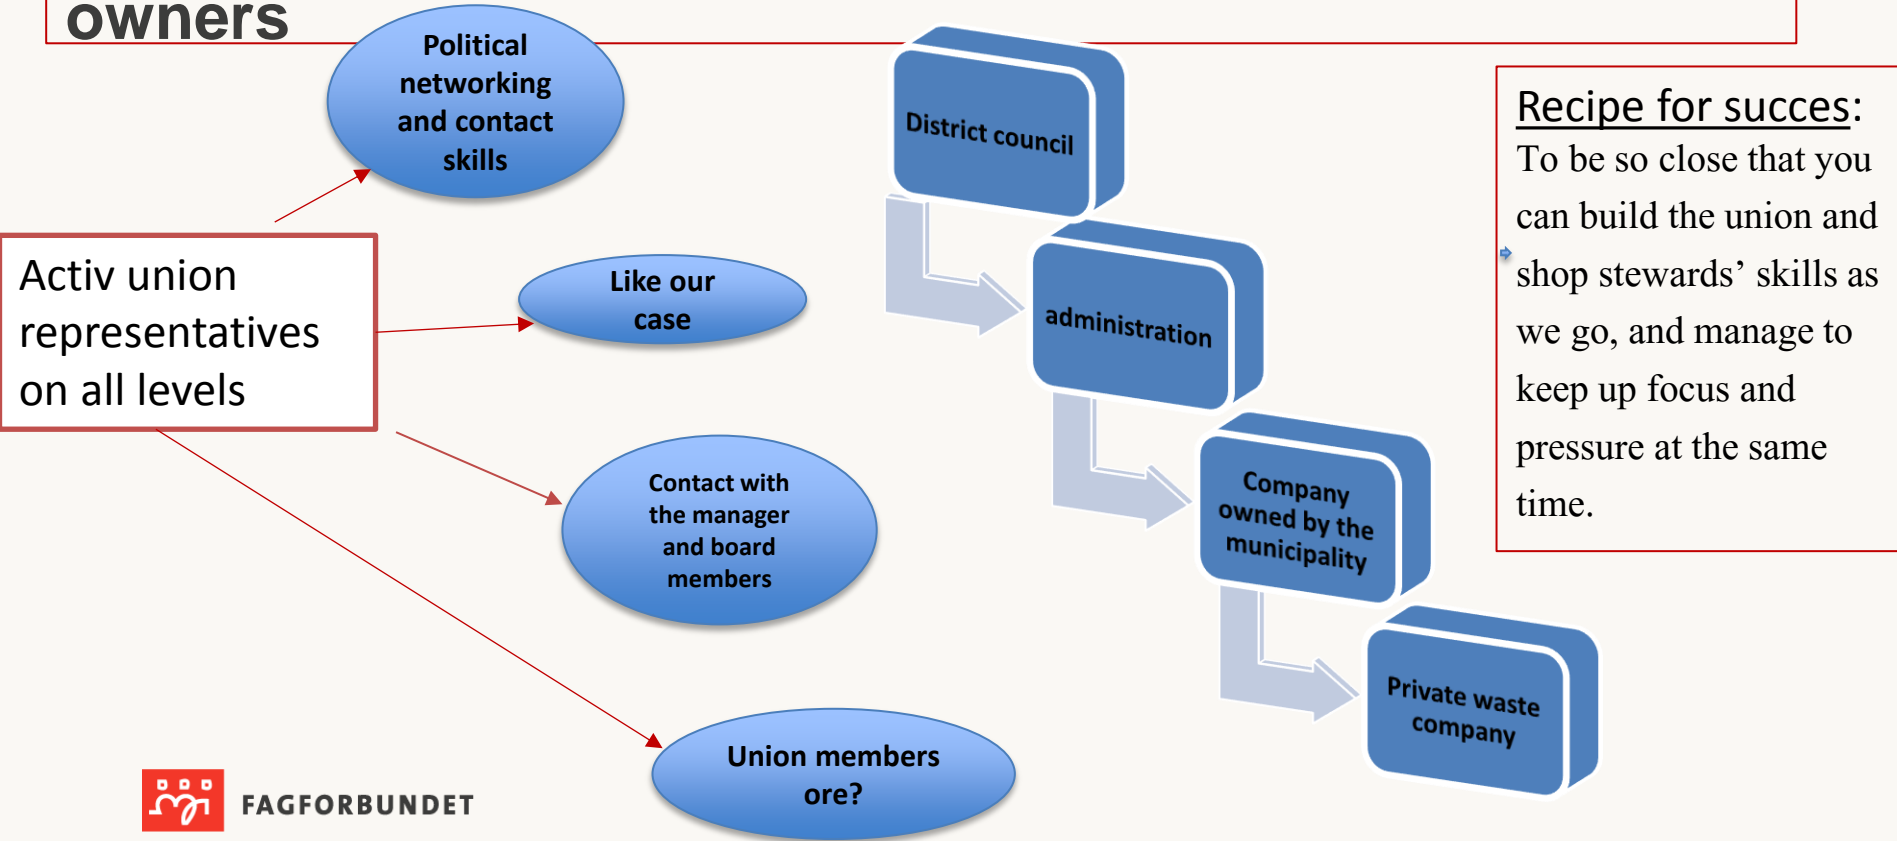 owners
Political
networking
and contact
skills
Activ union
representatives
on all levels
Like our
case
Contact with
the manager
and board
members
Union members
ore?
District council
administration
Company
owned by the
municipality
Private waste
company
Recipe for succes:
To be so close that you
can build the union and
shop stewards’ skills as
we go, and manage to
keep up focus and
pressure at the same
time.
FAGFORBUNDET